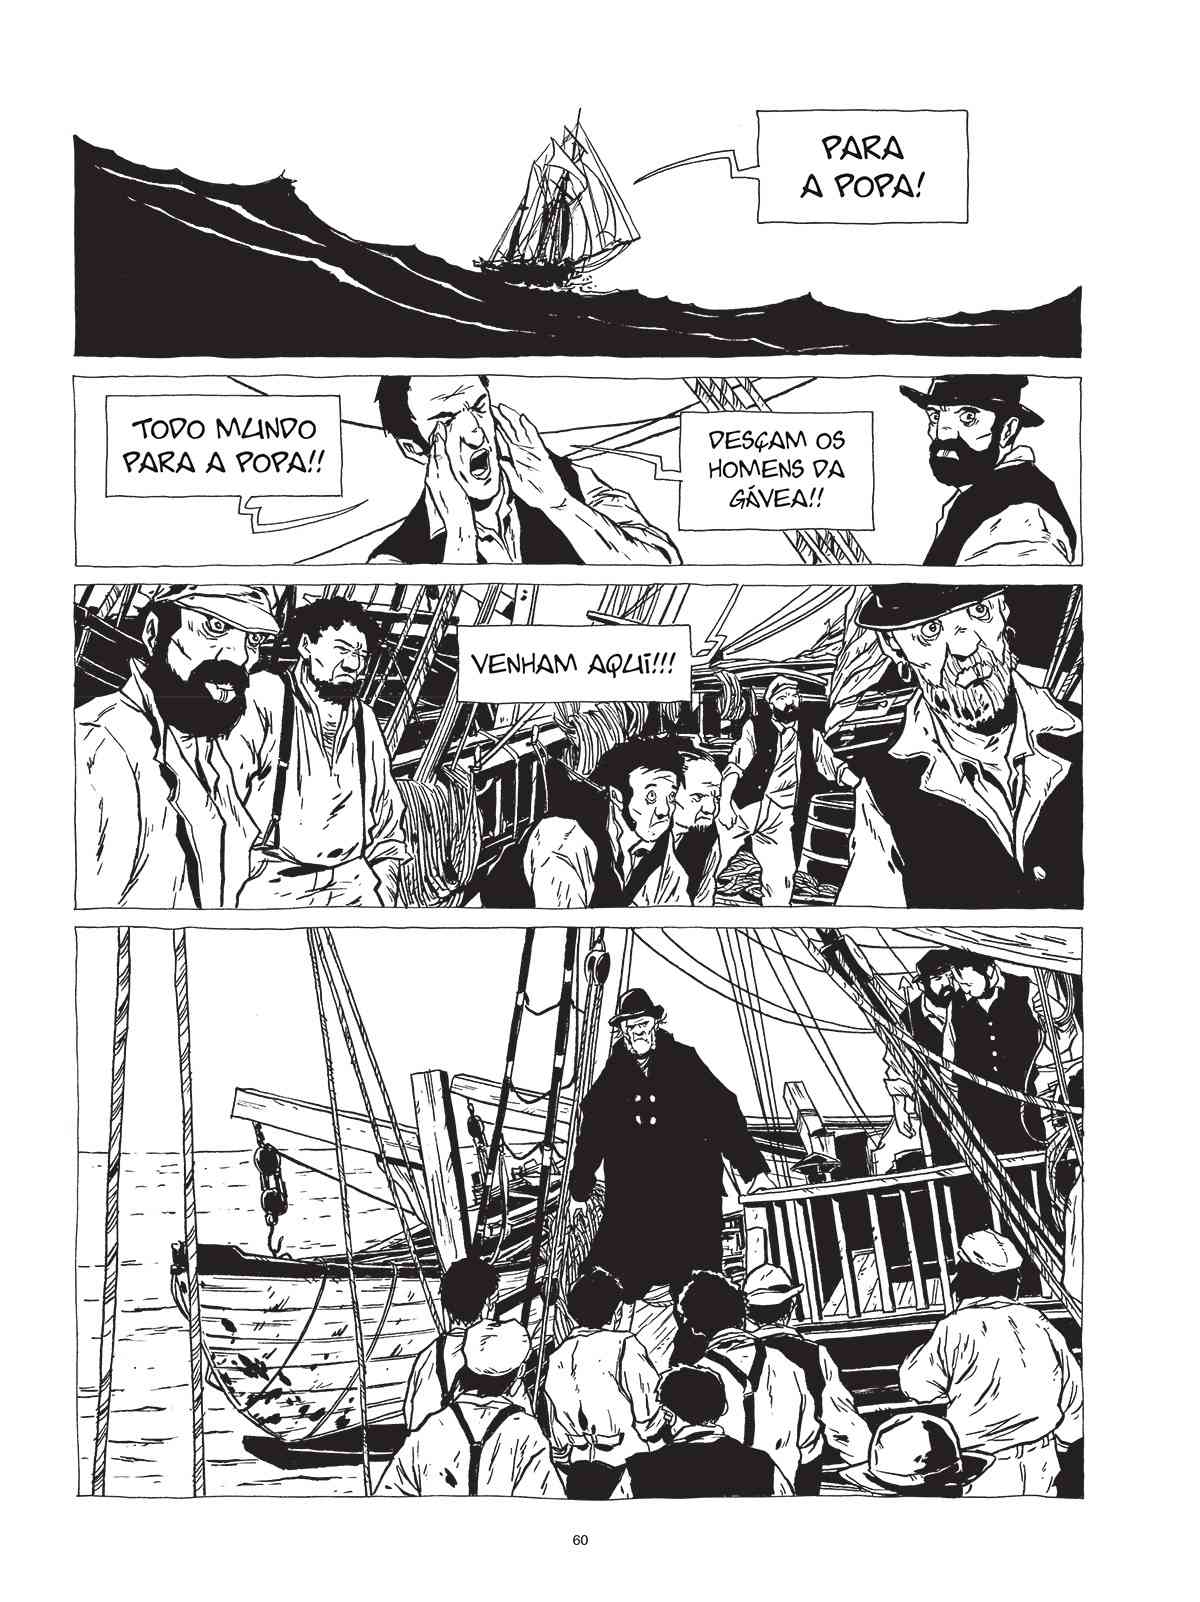 PARA
A POPA!
TODO MUNDO
PARA A POPA!!
DESÇAM OS
HOMENS DA
GÁVEA!!
VENHAM AQUI!!!
60